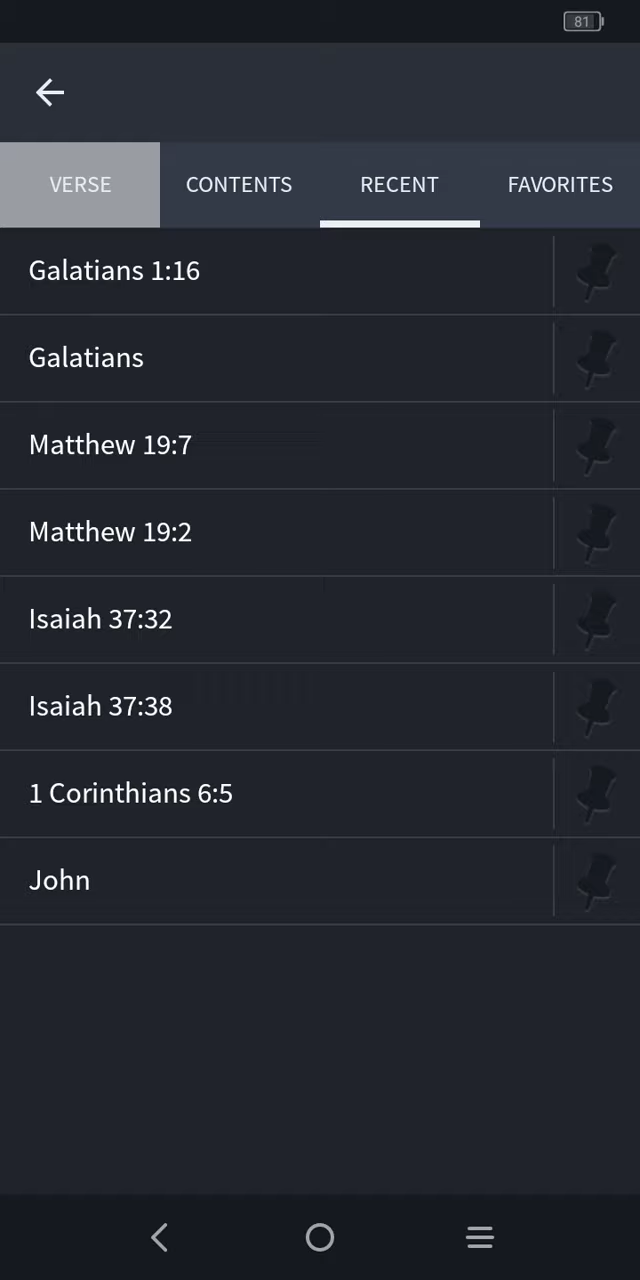 81
VERSE CONTENTS RECENT FAVORITES
Galatians 1:16
Galatians
Matthew 19:7
Matthew 19:2
Isaiah 37:32
Isaiah 37:38
1 Corinthians 6:5
John